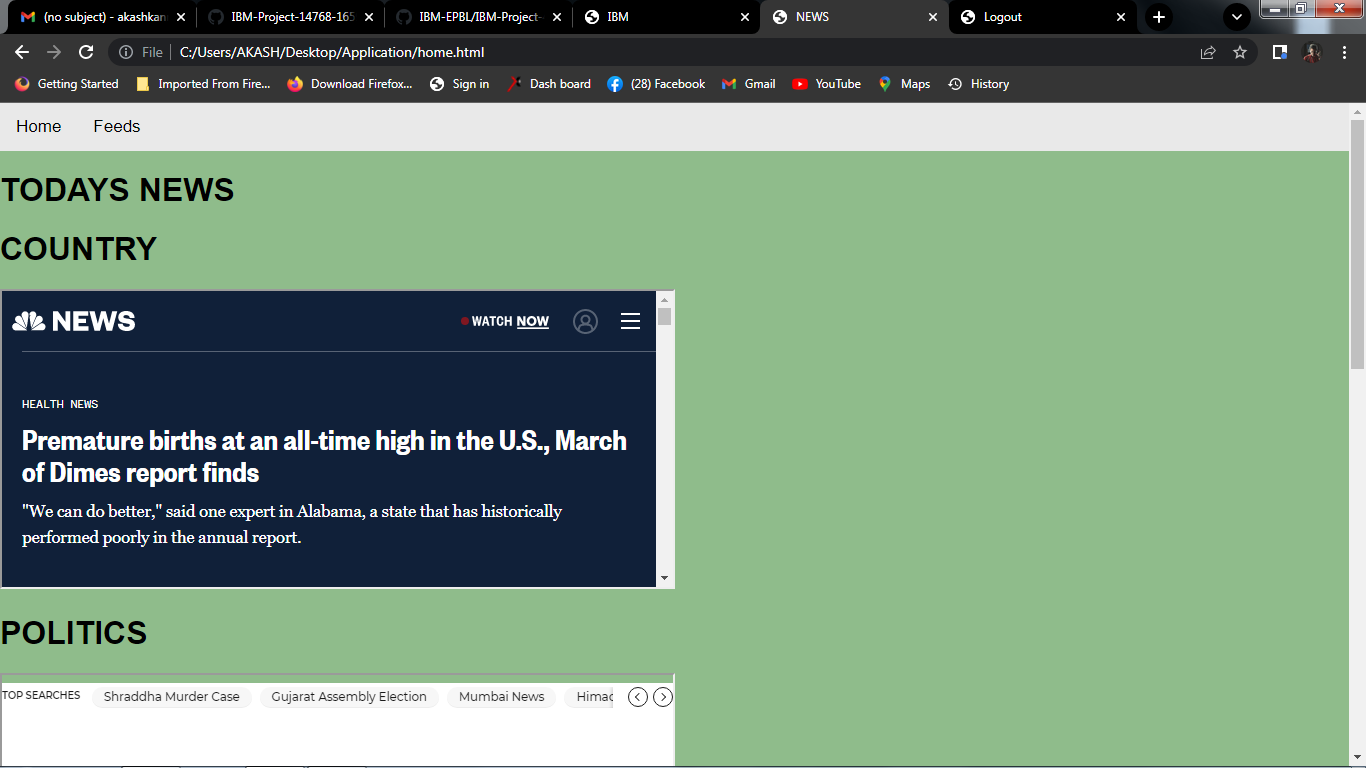 (no subject) - akashkan
IBM-Project-14768-165
IBM-EPBL/IBM-Project-
IBM
NEWS
Logout
File
C:/Users/AKASH/Desktop/Application/home.html
Getting Started
Imported From Fire...
Download Firefox...
Sign in
Dash board
(28) Facebook
Gmail
YouTube
Maps
History
Home Feeds
TODAYS NEWS
COUNTRY
NEWS
WATCH NOW
HEALTH NEWS
Premature births at an all-time high in the U.S., March
of Dimes report finds
"We can do better," said one expert in Alabama, a state that has historically
performed poorly in the annual report.
POLITICS
TOP SEARCHES
Shraddha Murder Case
Gujarat Assembly Election
Mumbai News
Himac